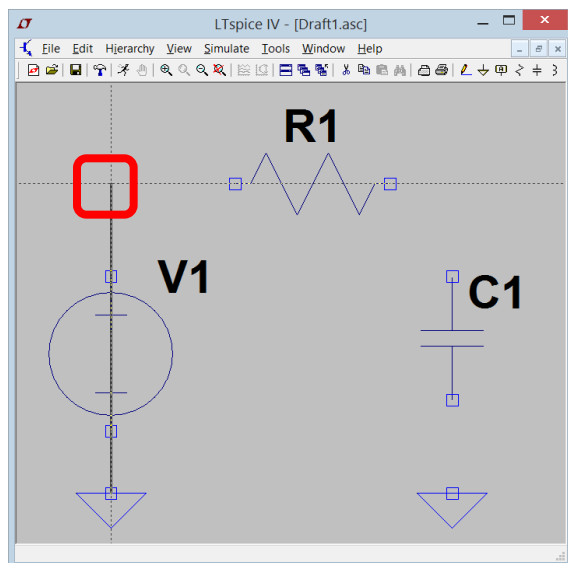 LTspice IV - [Draft1.asc]
File Edit Hierarchy View Simulate Tools Window Help
R1
V1
C1